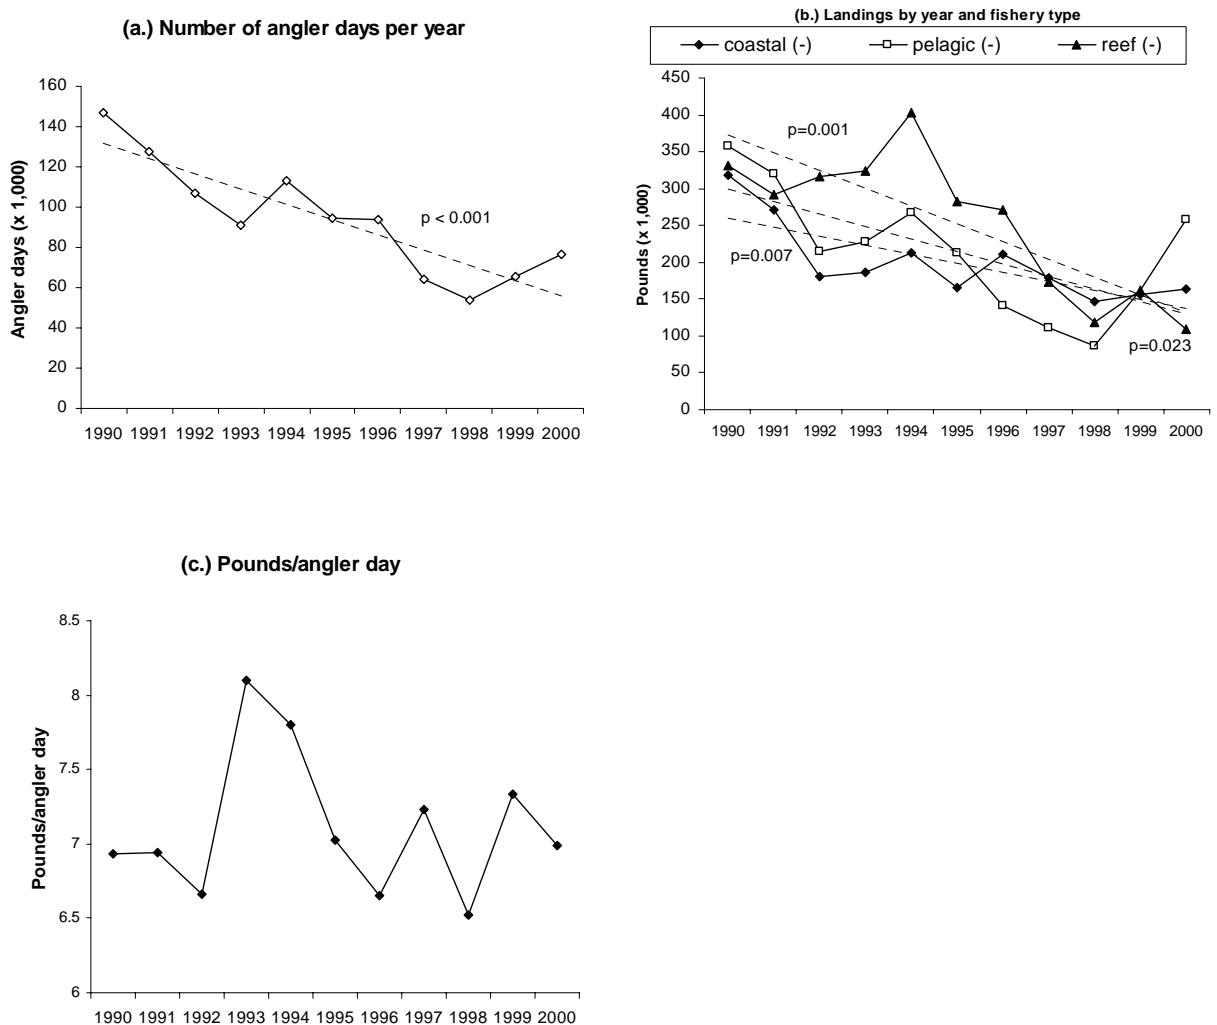 (a.) Number of angler days per year
160
140
120
100
80
60
40
20
0
Angler days (x 1,000)
p < 0.001
1990 1991 1992 1993 1994 1995 1996 1997 1998 1999 2000
(b.) Landings by year and fishery type
coastal (-) pelagic (-) reef (-)
450
400
350
300
250
200
150
100
50
0
Pounds (x 1,000)
p=0.001
p=0.007
p=0.023
1990 1991 1992 1993 1994 1995 1996 1997 1998 1999 2000
(c.) Pounds/angler day
8.5
8
7.5
7
6.5
6
Pounds/angler day
1990 1991 1992 1993 1994 1995 1996 1997 1998 1999 2000